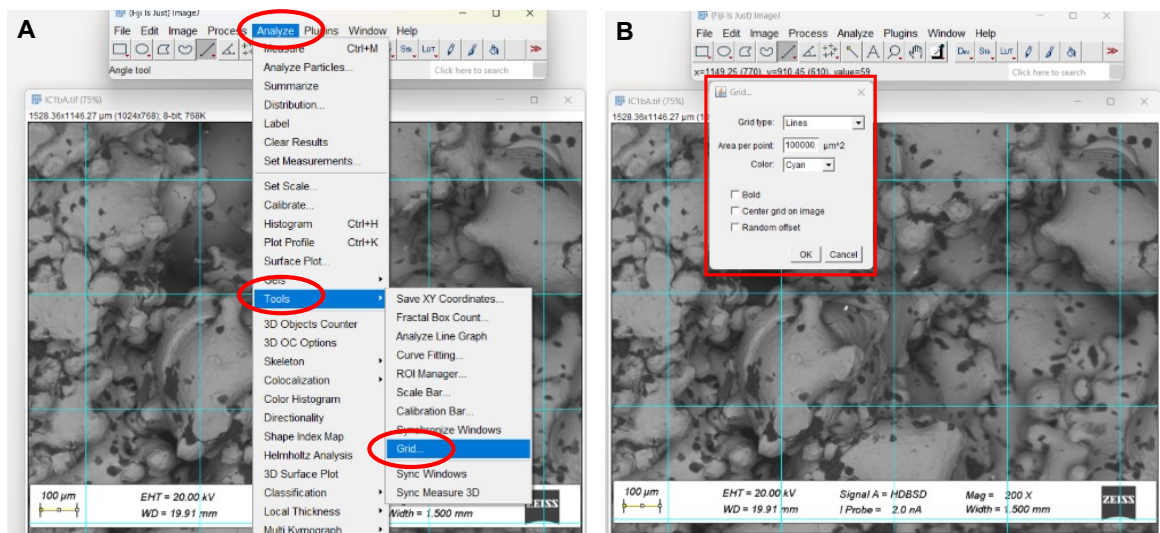 A
(Fiji Is Just) ImageJ
File Edit Image Process Analyze Plugins Window Help
Stk LUT
Angle tool
Click here to search
IC1bA.tif (75%)
1528.36x1146.27 µm (1024x768); 8-bit; 768K
Measure Ctrl+M
Analyze Particles...
Summarize
Distribution...
Label
Clear Results
Set Measurements...
Set Scale...
Calibrate...
Histogram Ctrl+H
Plot Profile Ctrl+K
Surface Plot...
Gels
Tools
3D Objects Counter
3D OC Options
Skeleton
Colocalization
Color Histogram
Directionality
Shape Index Map
Helmholtz Analysis
3D Surface Plot
Classification
Local Thickness
Multi Kymograph
Save XY Coordinates...
Fractal Box Count...
Analyze Line Graph
Curve Fitting...
ROI Manager...
Scale Bar...
Calibration Bar...
Synchronize Windows
Grid...
Sync Windows
Sync Measure 3D
100 µm
EHT = 20.00 kV
WD = 19.91 mm
Width = 1.500 mm
ZEISS
B
(Fiji Is Just) ImageJ
File Edit Image Process Analyze Plugins Window Help
Dev Stk LUT
x=1149.25 (770), y=910.45 (610), value=59
Click here to search
IC1bA.tif (75%)
1528.36x1146.27 µm (1
Grid...
Grid type: Lines
Area per point: 100000. µm^2
Color: Cyan
Bold
Center grid on image
Random offset
OK Cancel
100 µm
EHT = 20.00 kV Signal A = HDBSD Mag = 200 X
WD = 19.91 mm I Probe = 2.0 nA Width = 1.500 mm
ZEISS